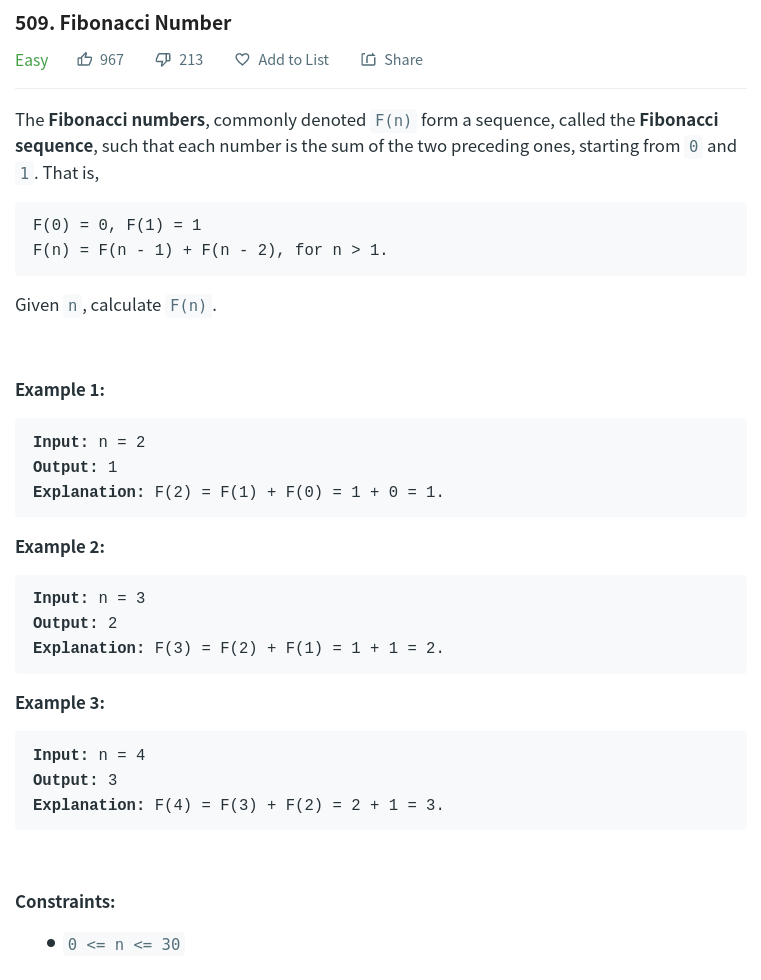 509. Fibonacci Number
Easy 967 213 Add to List Share
The Fibonacci numbers, commonly denoted F(n) form a sequence, called the Fibonacci
sequence, such that each number is the sum of the two preceding ones, starting from 0 and
1. That is,
F(0) = 0, F(1) = 1
F(n) = F(n - 1) + F(n - 2), for n > 1.
Given n, calculate F(n).
Example 1:
Input: n = 2
Output: 1
Explanation: F(2) = F(1) + F(0) = 1 + 0 = 1.
Example 2:
Input: n = 3
Output: 2
Explanation: F(3) = F(2) + F(1) = 1 + 1 = 2.
Example 3:
Input: n = 4
Output: 3
Explanation: F(4) = F(3) + F(2) = 2 + 1 = 3.
Constraints:
• 0 <= n <= 30